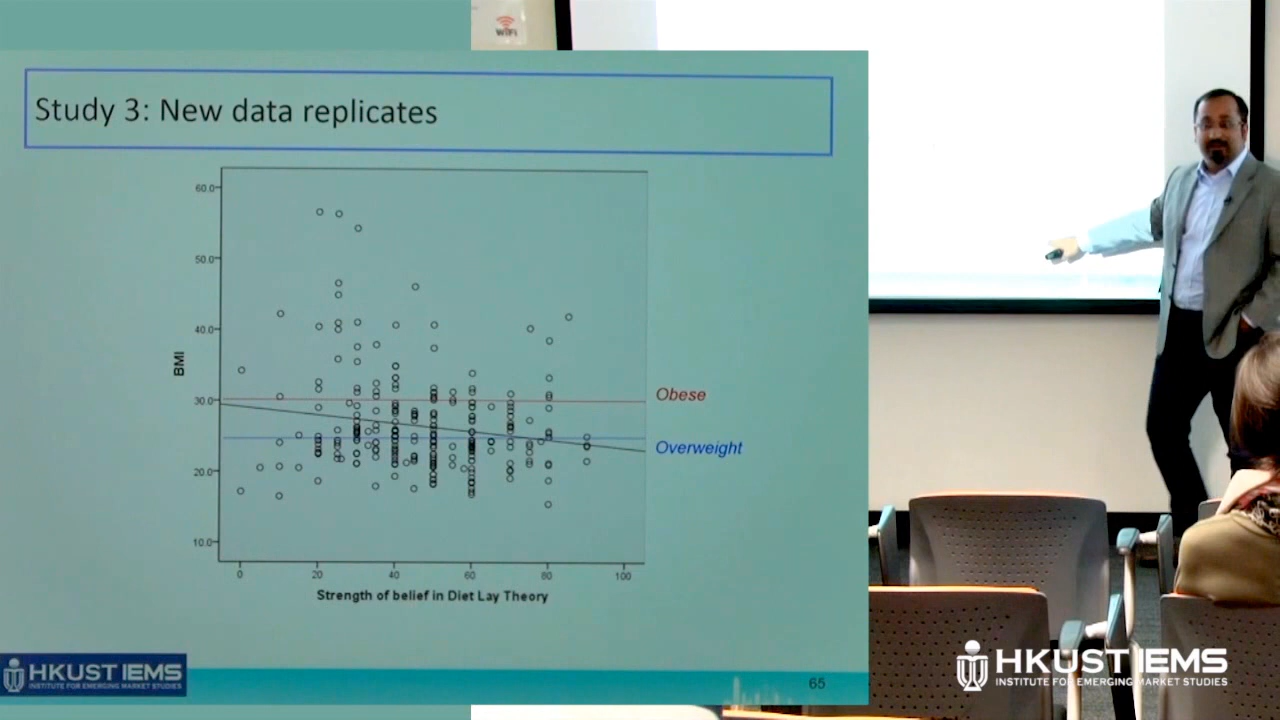 WiFi
Study 3: New data replicates
60.0
50.0
40.0
30.0
20.0
10.0
BMI
Obese
Overweight
0 20 40 60 80 100
Strength of belief in Diet Lay Theory
HKUST IEMS
INSTITUTE FOR EMERGING MARKET STUDIES
65
HKUST IEMS
INSTITUTE FOR EMERGING MARKET STUDIES